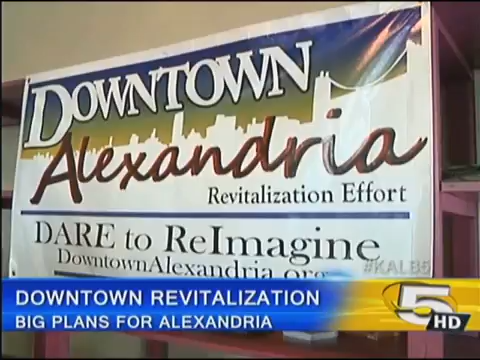 DOWNTOWN
Alexandria
Revitalization Effort
DARE to ReImagine
DowntownAlexandria.org
#KALB5
DOWNTOWN REVITALIZATION
BIG PLANS FOR ALEXANDRIA
5
HD